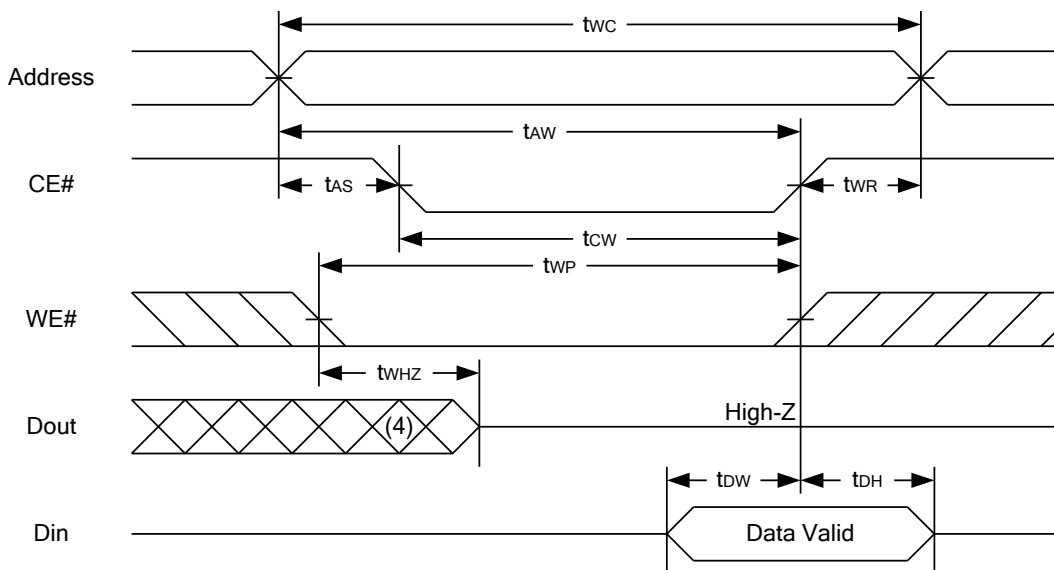 tWC
Address
tAW
CE#
tAS
tWR
tCW
tWP
WE#
tWHZ
Dout
(4)
High-Z
tDW
tDH
Din
Data Valid